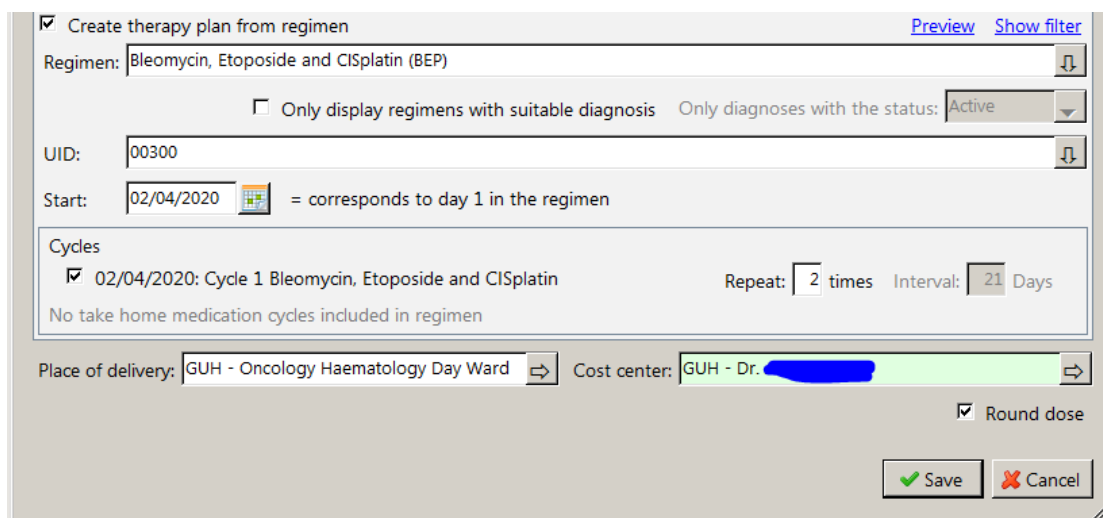 Create therapy plan from regimen Preview Show filter
Regimen: Bleomycin, Etoposide and CISplatin (BEP)
Only display regimens with suitable diagnosis Only diagnoses with the status: Active
UID: 00300
Start: 02/04/2020 = corresponds to day 1 in the regimen
Cycles
02/04/2020: Cycle 1 Bleomycin, Etoposide and CISplatin Repeat: 2 times Interval: 21 Days
No take home medication cycles included in regimen
Place of delivery: GUH - Oncology Haematology Day Ward Cost center: GUH - Dr.
Round dose
Save Cancel